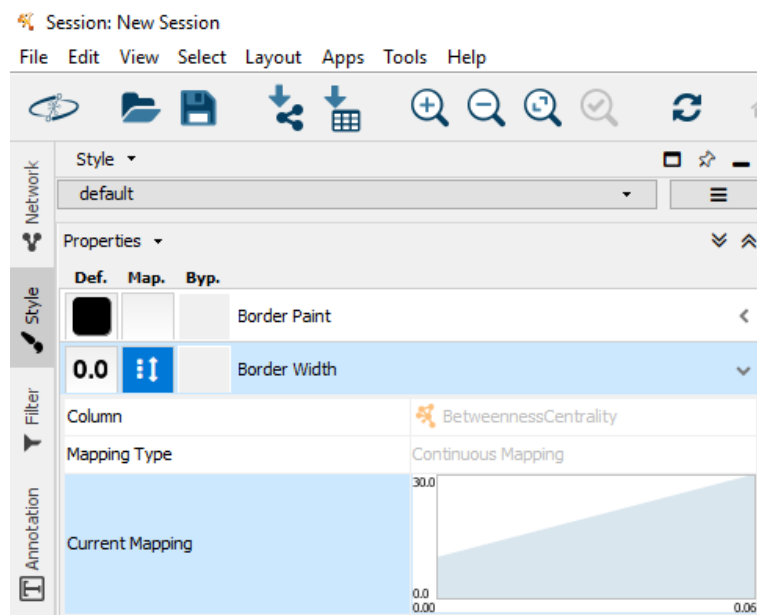 Session: New Session
File Edit View Select Layout Apps Tools Help
Style
default
Properties
Def. Map. Byp.
Border Paint
0.0 Border Width
Column BetweennessCentrality
Mapping Type Continuous Mapping
Current Mapping
30.0
0.0
0.00 0.06
Network
Style
Filter
Annotation